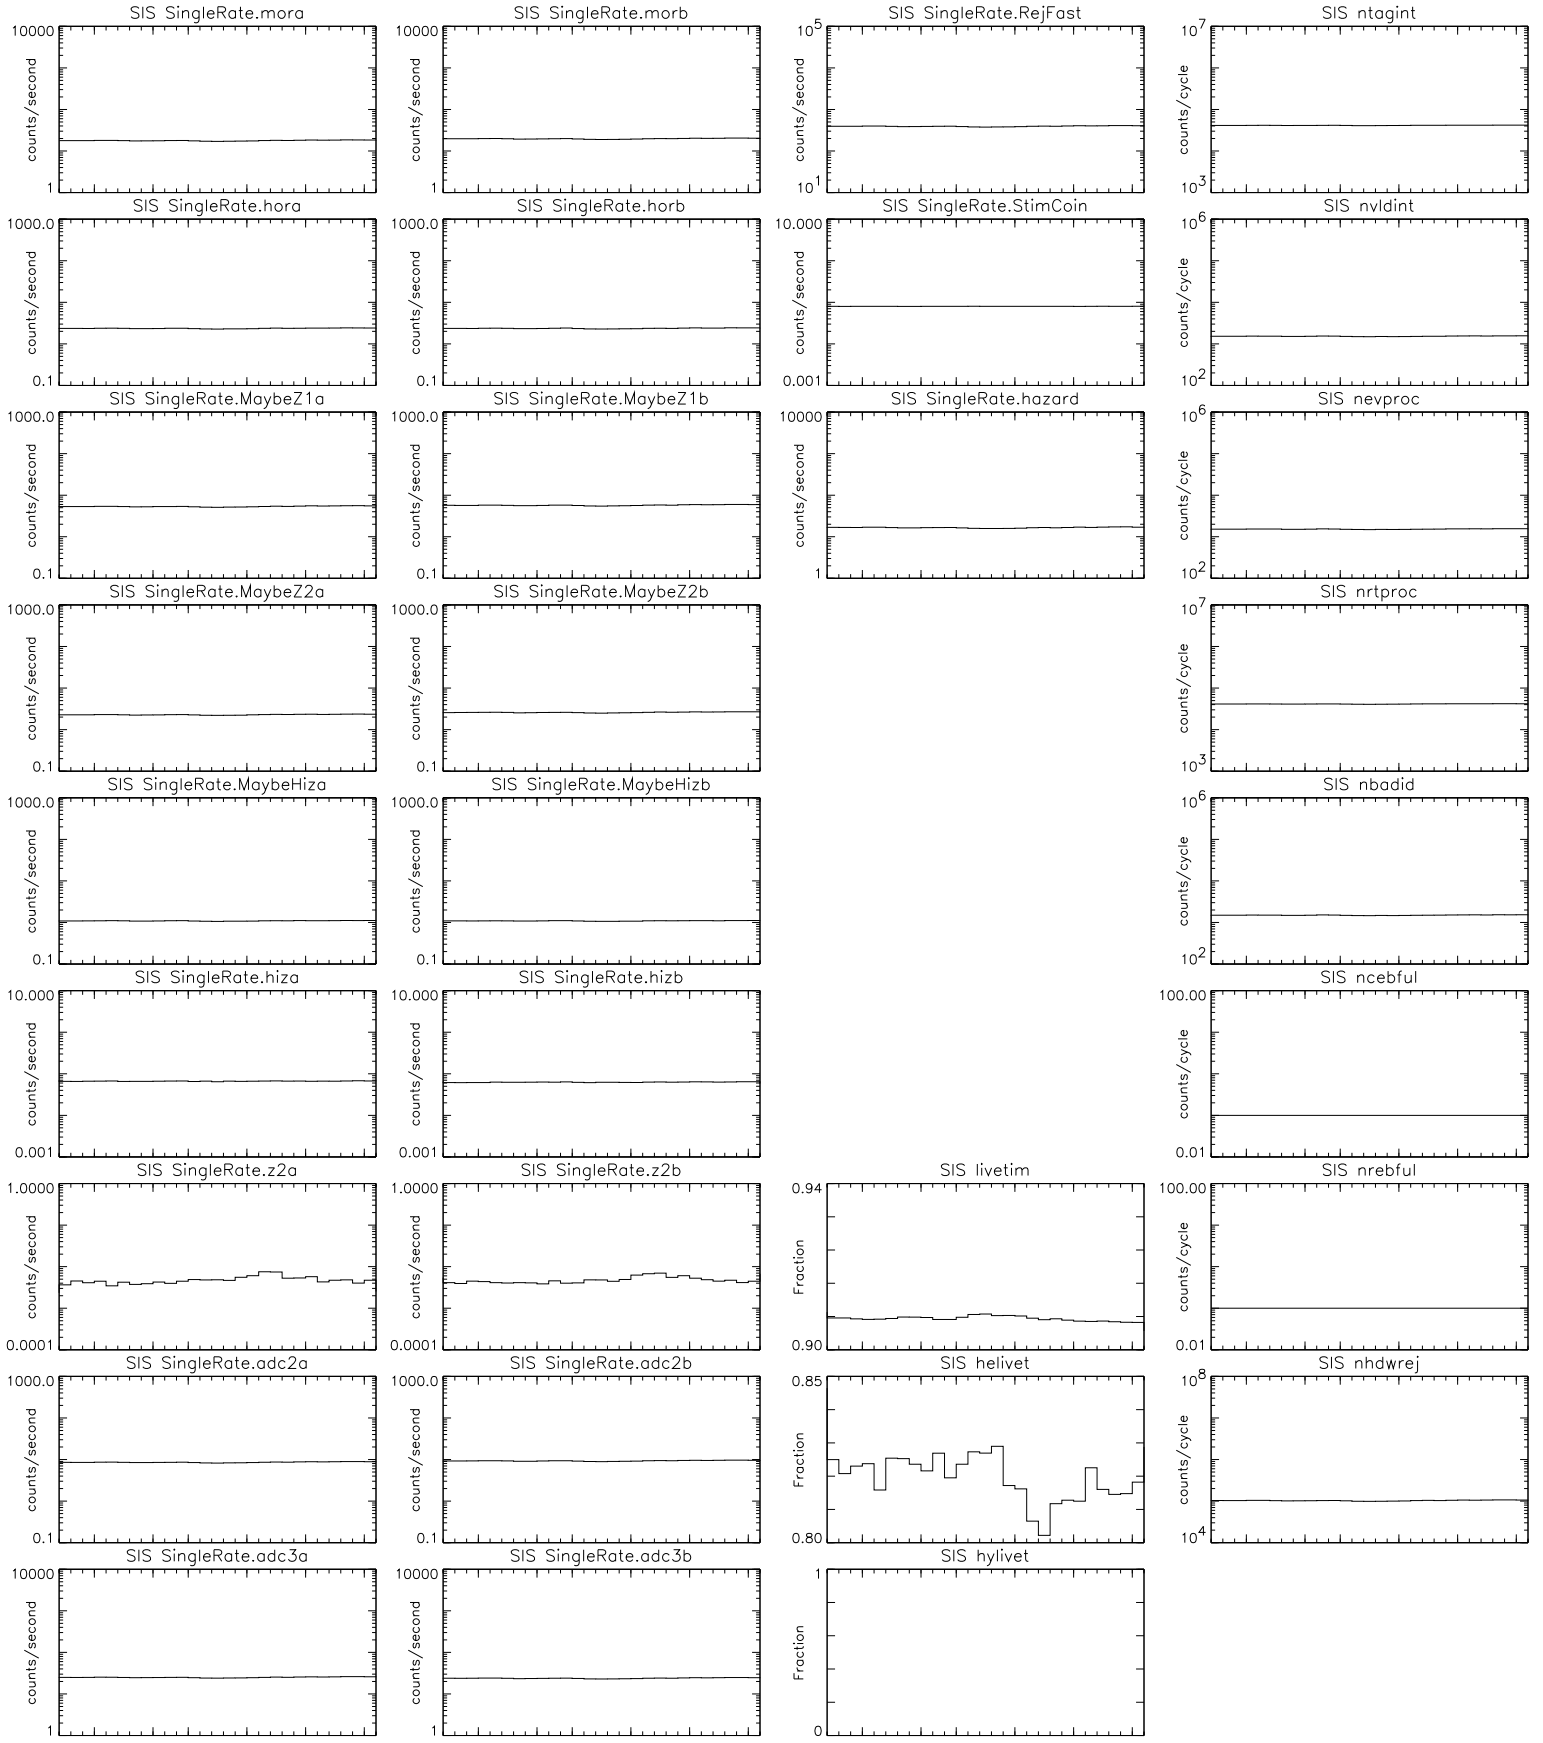 SIS SingleRate.mora
10000
counts/second
1
SIS SingleRate.morb
10000
counts/second
1
SIS SingleRate.RejFast
10^5
counts/second
10^1
SIS ntagint
10^7
counts/cycle
10^3
SIS SingleRate.hora
1000.0
counts/second
0.1
SIS SingleRate.horb
1000.0
counts/second
0.1
SIS SingleRate.StimCoin
10.000
counts/second
0.001
SIS nvldint
10^6
counts/cycle
10^2
SIS SingleRate.MaybeZ1a
1000.0
counts/second
0.1
SIS SingleRate.MaybeZ1b
1000.0
counts/second
0.1
SIS SingleRate.hazard
10000
counts/second
1
SIS nevproc
10^6
counts/cycle
10^2
SIS SingleRate.MaybeZ2a
1000.0
counts/second
0.1
SIS SingleRate.MaybeZ2b
1000.0
counts/second
0.1
SIS nrtproc
10^7
counts/cycle
10^3
SIS SingleRate.MaybeHiza
1000.0
counts/second
0.1
SIS SingleRate.MaybeHizb
1000.0
counts/second
0.1
SIS nbadid
10^6
counts/cycle
10^2
SIS SingleRate.hiza
10.000
counts/second
0.001
SIS SingleRate.hizb
10.000
counts/second
0.001
SIS ncebful
100.00
counts/cycle
0.01
SIS SingleRate.z2a
1.0000
counts/second
0.0001
SIS SingleRate.z2b
1.0000
counts/second
0.0001
SIS livetim
0.94
Fraction
0.90
SIS nrebful
100.00
counts/cycle
0.01
SIS SingleRate.adc2a
1000.0
counts/second
0.1
SIS SingleRate.adc2b
1000.0
counts/second
0.1
SIS helivet
0.85
Fraction
0.80
SIS nhdwrej
10^8
counts/cycle
10^4
SIS SingleRate.adc3a
10000
counts/second
1
SIS SingleRate.adc3b
10000
counts/second
1
SIS hylivet
1
Fraction
0